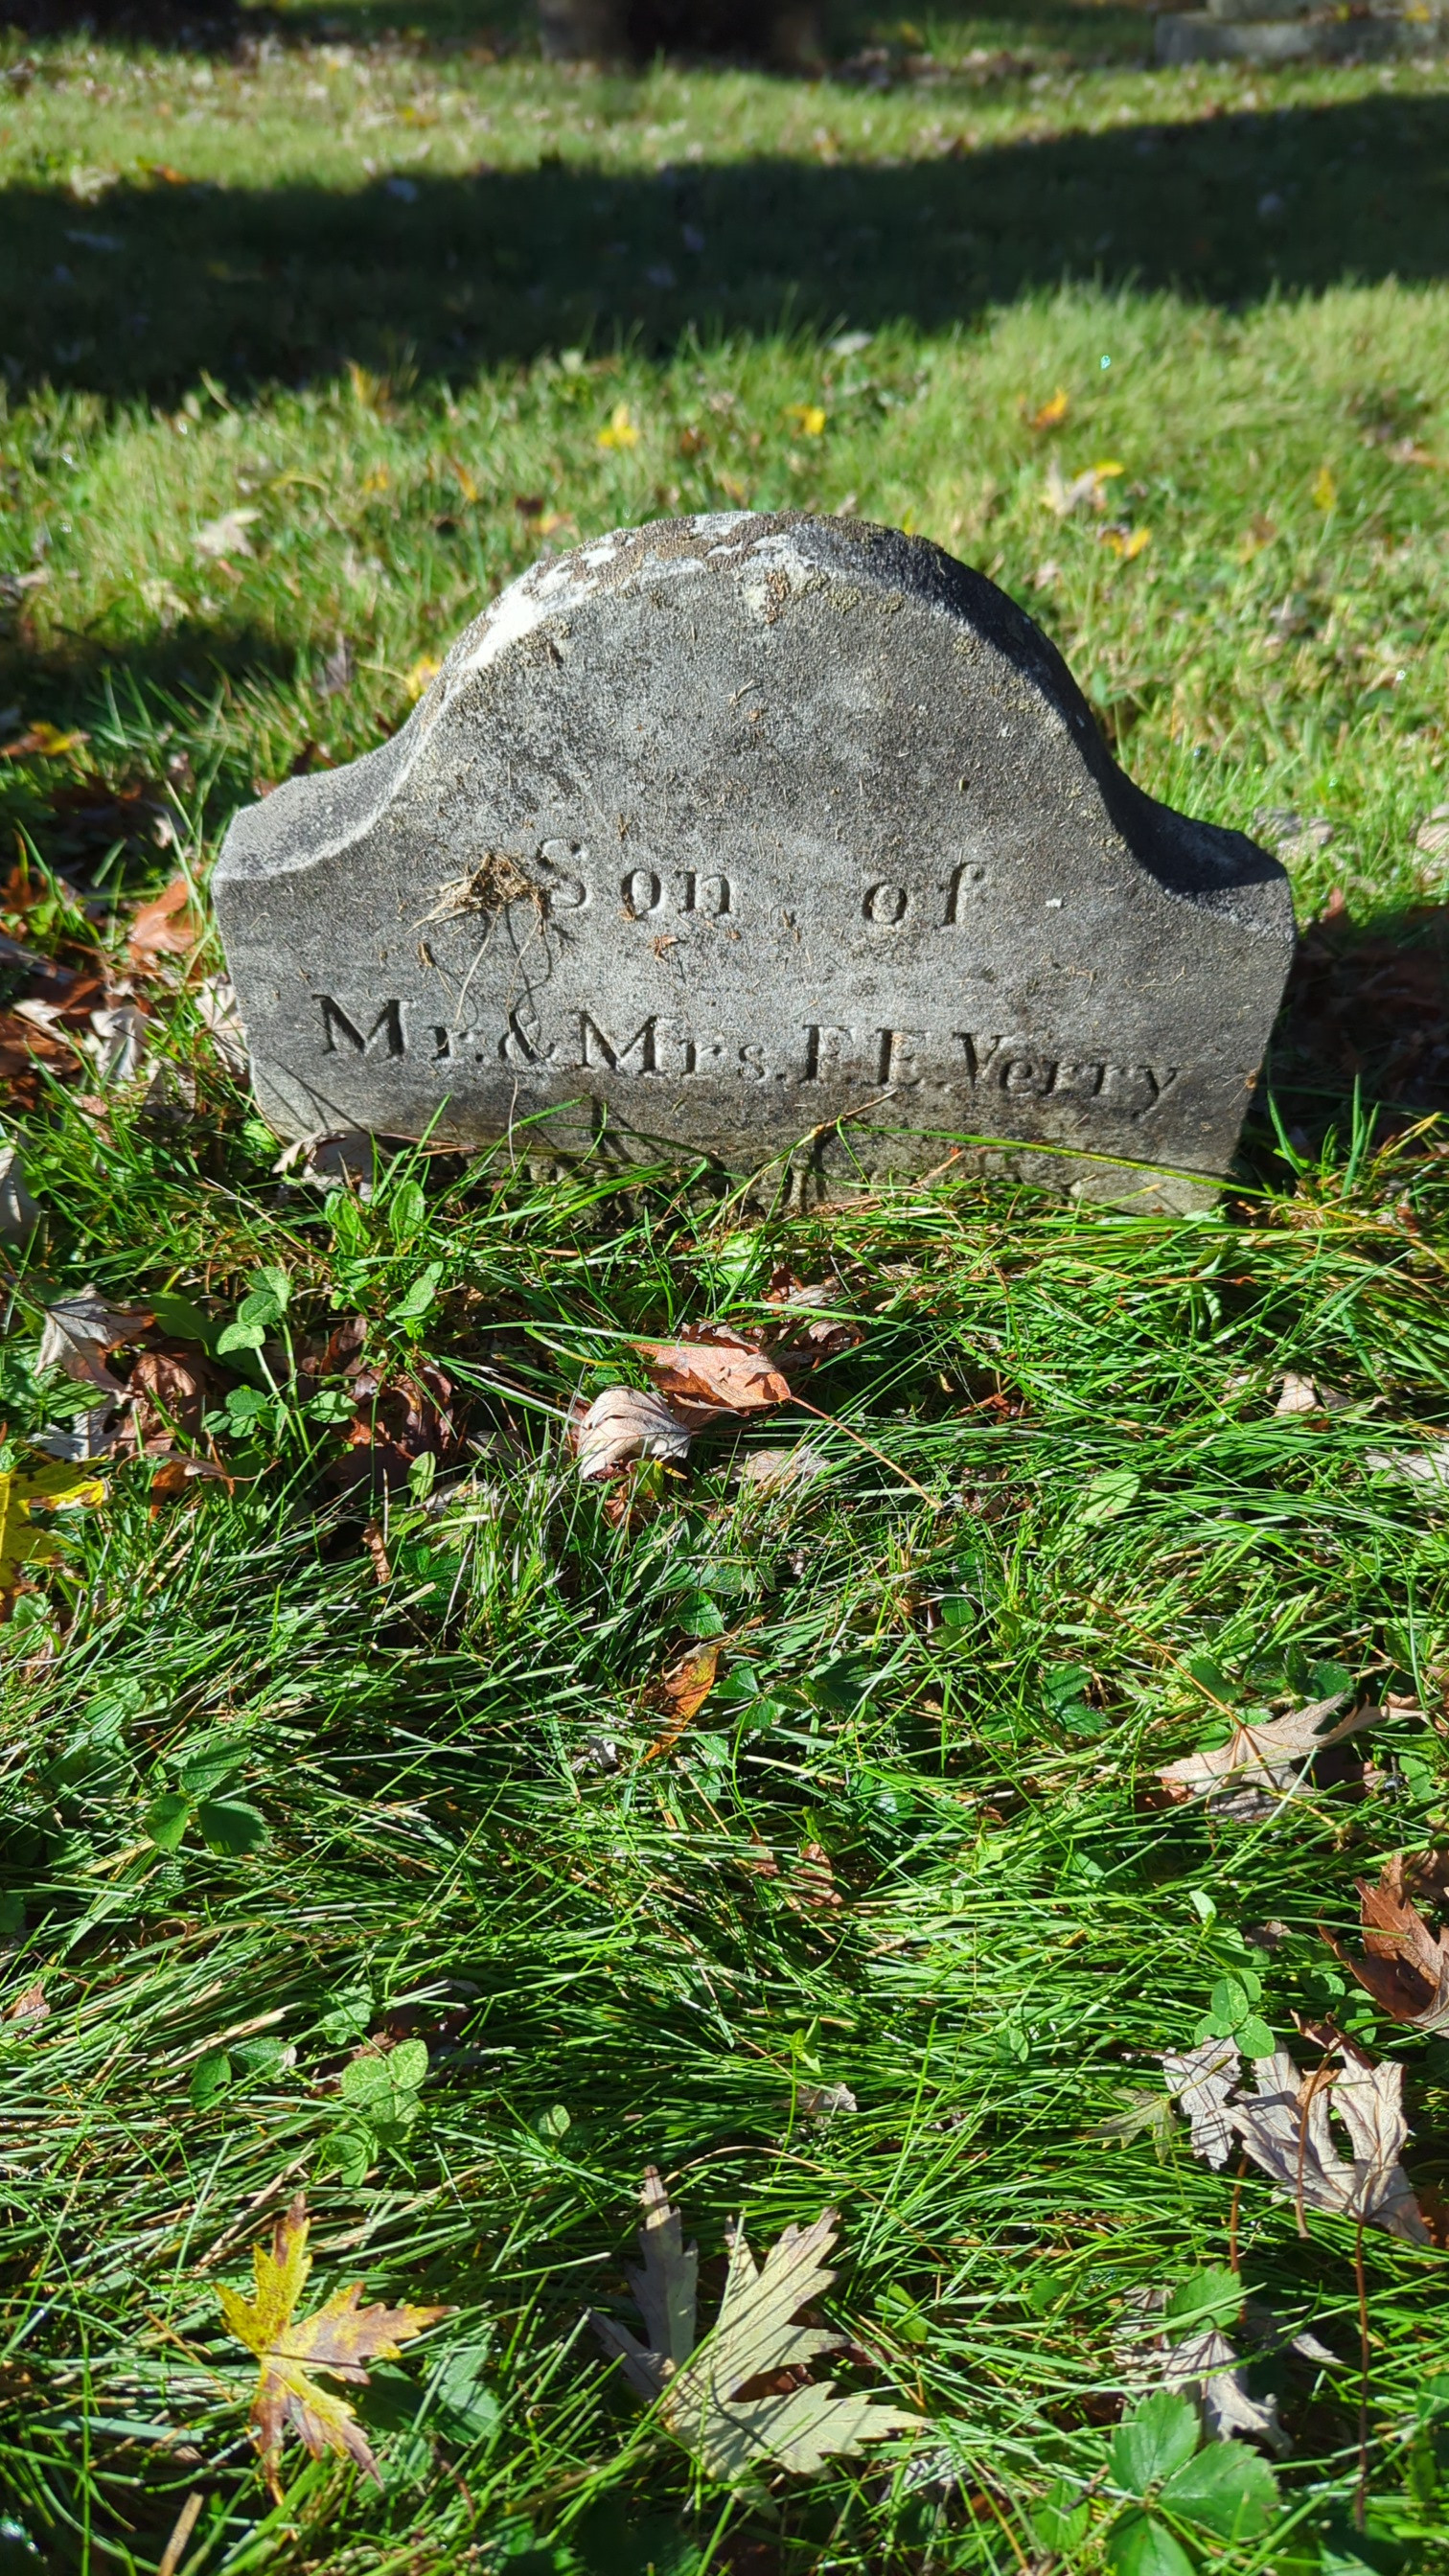 Son of
Mr. & Mrs. F. E. Verry